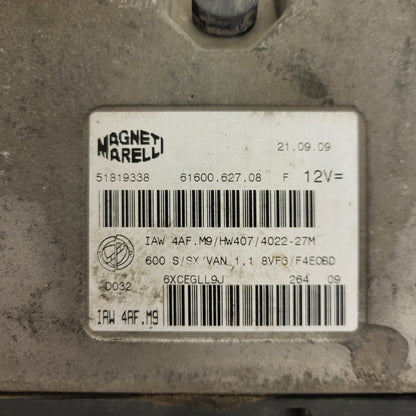 MAGNETI
MARELLI
21.09.09
51819338 61600.627.08 F 12V=
IAW 4AF.M9/HW407/4022-27M
600 S/SX/VAN 1.1 8VF3/F4EOBD
D032 6XCEGLL9J 264 09
IAW 4AF.M9